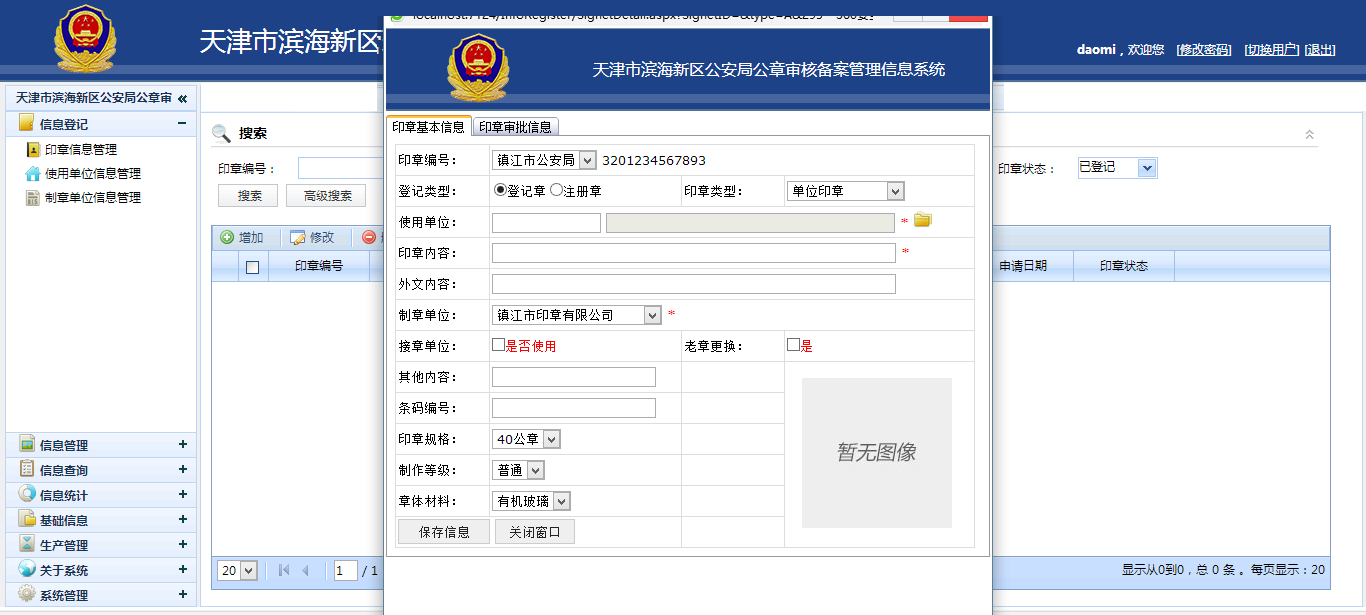 天津市滨海新区
daomi，欢迎您 [修改密码] [切换用户] [退出]
天津市滨海新区公安局公章审
信息登记
印章信息管理
使用单位信息管理
制章单位信息管理
信息管理
信息查询
信息统计
基础信息
生产管理
关于系统
系统管理
搜索
印章编号：
印章状态： 已登记
搜索 高级搜索
增加 修改
印章编号 申请日期 印章状态
20 1 / 1
显示从0到0，总 0 条 。每页显示：20
天津市滨海新区公安局公章审核备案管理信息系统
印章基本信息 印章审批信息
印章编号： 镇江市公安局 3201234567893
登记类型： 登记章 注册章 印章类型： 单位印章
使用单位： *
印章内容： *
外文内容：
制章单位： 镇江市印章有限公司 *
接章单位： 是否使用 老章更换： 是
其他内容：
条码编号：
印章规格： 40公章
制作等级： 普通
章体材料： 有机玻璃
暂无图像
保存信息 关闭窗口